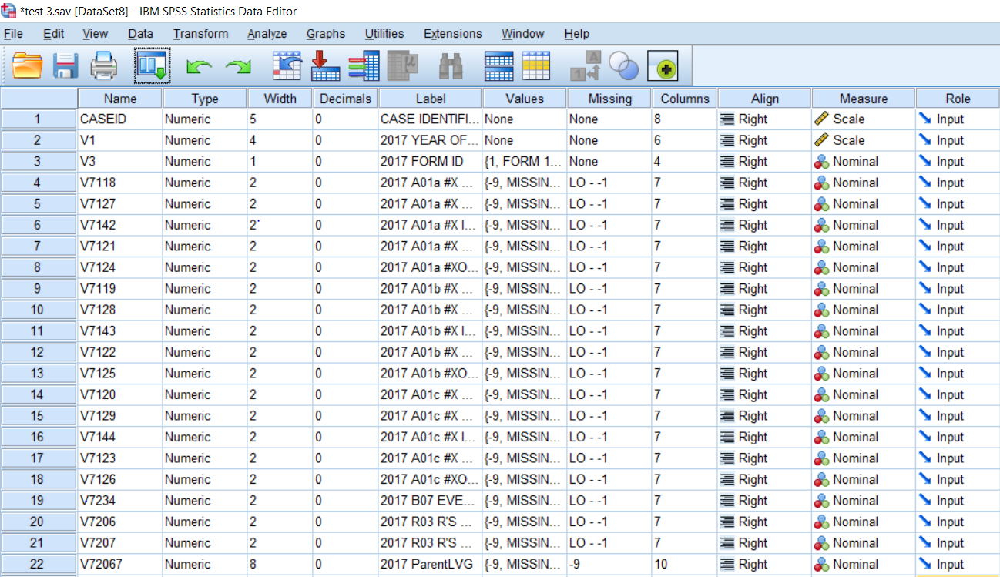 *test 3.sav [DataSet8] - IBM SPSS Statistics Data Editor
File Edit View Data Transform Analyze Graphs Utilities Extensions Window Help
Name Type Width Decimals Label Values Missing Columns Align Measure Role
1 CASEID Numeric 5 0 CASE IDENTIFI... None None 8 Right Scale Input
2 V1 Numeric 4 0 2017 YEAR OF... None None 6 Right Scale Input
3 V3 Numeric 1 0 2017 FORM ID {1, FORM 1... None 4 Right Nominal Input
4 V7118 Numeric 2 0 2017 A01a #X ... {-9, MISSIN... LO - -1 7 Right Nominal Input
5 V7127 Numeric 2 0 2017 A01a #X ... {-9, MISSIN... LO - -1 7 Right Nominal Input
6 V7142 Numeric 2 0 2017 A01a #X I... {-9, MISSIN... LO - -1 7 Right Nominal Input
7 V7121 Numeric 2 0 2017 A01a #X ... {-9, MISSIN... LO - -1 7 Right Nominal Input
8 V7124 Numeric 2 0 2017 A01a #XO... {-9, MISSIN... LO - -1 7 Right Nominal Input
9 V7119 Numeric 2 0 2017 A01b #X ... {-9, MISSIN... LO - -1 7 Right Nominal Input
10 V7128 Numeric 2 0 2017 A01b #X ... {-9, MISSIN... LO - -1 7 Right Nominal Input
11 V7143 Numeric 2 0 2017 A01b #X I... {-9, MISSIN... LO - -1 7 Right Nominal Input
12 V7122 Numeric 2 0 2017 A01b #X ... {-9, MISSIN... LO - -1 7 Right Nominal Input
13 V7125 Numeric 2 0 2017 A01b #XO... {-9, MISSIN... LO - -1 7 Right Nominal Input
14 V7120 Numeric 2 0 2017 A01c #X ... {-9, MISSIN... LO - -1 7 Right Nominal Input
15 V7129 Numeric 2 0 2017 A01c #X ... {-9, MISSIN... LO - -1 7 Right Nominal Input
16 V7144 Numeric 2 0 2017 A01c #X I... {-9, MISSIN... LO - -1 7 Right Nominal Input
17 V7123 Numeric 2 0 2017 A01c #X ... {-9, MISSIN... LO - -1 7 Right Nominal Input
18 V7126 Numeric 2 0 2017 A01c #XO... {-9, MISSIN... LO - -1 7 Right Nominal Input
19 V7234 Numeric 2 0 2017 B07 EVE... {-9, MISSIN... LO - -1 7 Right Nominal Input
20 V7206 Numeric 2 0 2017 R03 R'S ... {-9, MISSIN... LO - -1 7 Right Nominal Input
21 V7207 Numeric 2 0 2017 R03 R'S ... {-9, MISSIN... LO - -1 7 Right Nominal Input
22 V72067 Numeric 8 0 2017 ParentLVG {-9, MISSIN... -9 10 Right Nominal Input